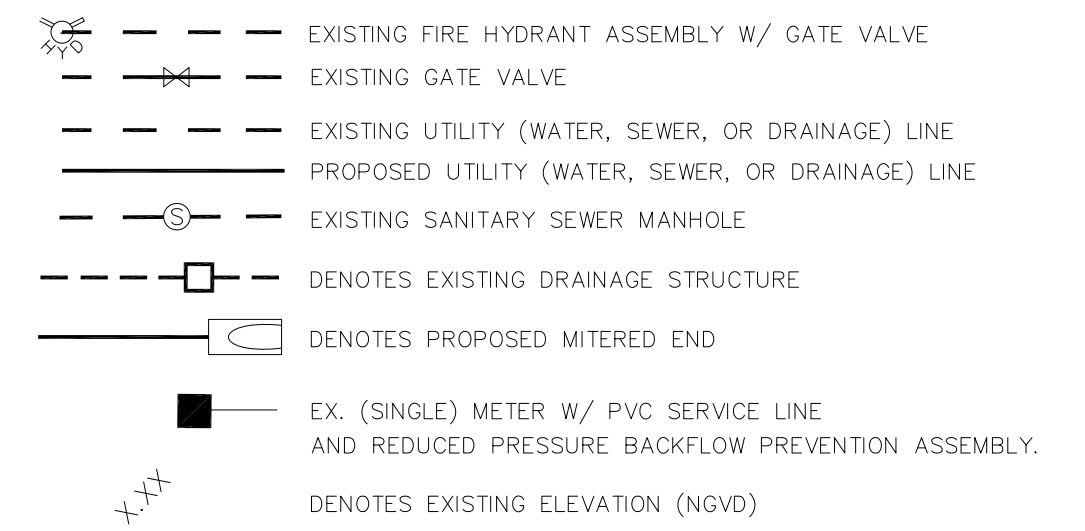 HYD EXISTING FIRE HYDRANT ASSEMBLY W/ GATE VALVE
EXISTING GATE VALVE
EXISTING UTILITY (WATER, SEWER, OR DRAINAGE) LINE
PROPOSED UTILITY (WATER, SEWER, OR DRAINAGE) LINE
S EXISTING SANITARY SEWER MANHOLE
DENOTES EXISTING DRAINAGE STRUCTURE
DENOTES PROPOSED MITERED END
EX. (SINGLE) METER W/ PVC SERVICE LINE
AND REDUCED PRESSURE BACKFLOW PREVENTION ASSEMBLY.
X.XX DENOTES EXISTING ELEVATION (NGVD)